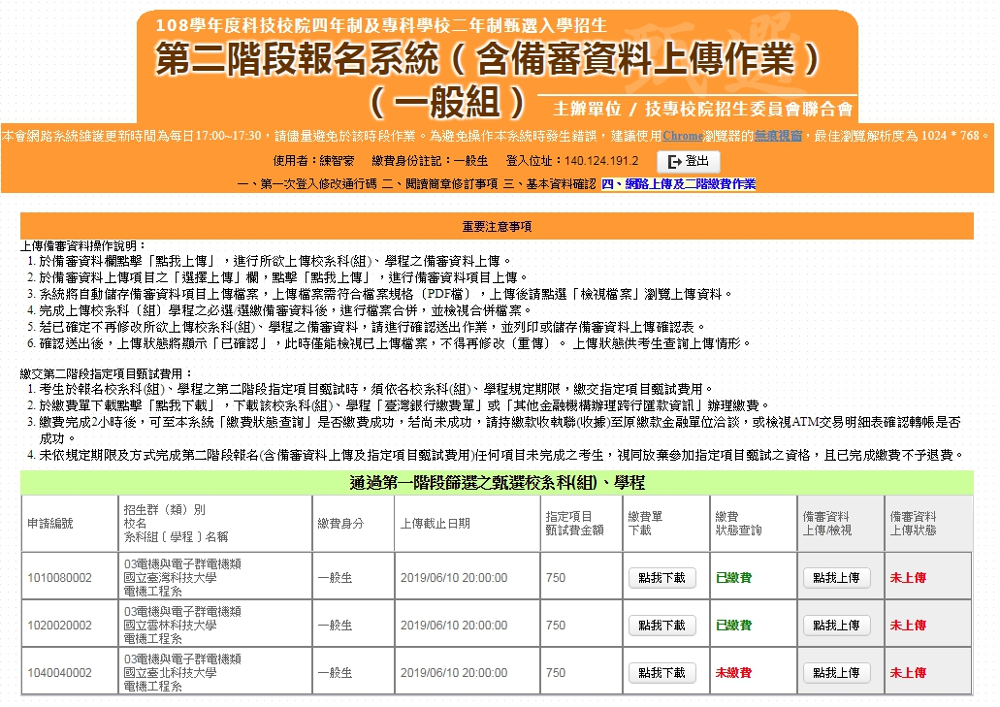 108學年度科技校院四年制及專科學校二年制甄選入學招生
第二階段報名系統（含備審資料上傳作業）
（一般組）
主辦單位 / 技專校院招生委員會聯合會
甄選
本會網路系統維護更新時間為每日17:00~17:30，請儘量避免於該時段作業。為避免操作本系統時發生錯誤，建議使用Chrome瀏覽器的無痕視窗，最佳瀏覽解析度為 1024 * 768。
使用者：練智豪 繳費身份註記：一般生 登入位址：140.124.191.2 登出
一、第一次登入修改通行碼 二、閱讀簡章修訂事項 三、基本資料確認 四、網路上傳及二階繳費作業
重要注意事項
上傳備審資料操作說明：
1. 於備審資料欄點擊「點我上傳」，進行所欲上傳校系科(組)、學程之備審資料上傳。
2. 於備審資料上傳項目之「選擇上傳」欄，點擊「點我上傳」，進行備審資料項目上傳。
3. 系統將自動儲存備審資料項目上傳檔案，上傳檔案需符合檔案規格〔PDF檔〕，上傳後請點選「檢視檔案」瀏覽上傳資料。
4. 完成上傳校系科〔組〕學程之必選/選繳備審資料後，進行檔案合併，並檢視合併檔案。
5. 若已確定不再修改所欲上傳校系科(組)、學程之備審資料，請進行確認送出作業，並列印或儲存備審資料上傳確認表。
6. 確認送出後，上傳狀態將顯示「已確認」，此時僅能檢視已上傳檔案，不得再修改〔重傳〕。 上傳狀態供考生查詢上傳情形。
繳交第二階段指定項目甄試費用：
1. 考生於報名校系科(組)、學程之第二階段指定項目甄試時，須依各校系科(組)、學程規定期限，繳交指定項目甄試費用。
2. 於繳費單下載點擊「點我下載」，下載該校系科(組)、學程「臺灣銀行繳費單」或「其他金融機構辦理跨行匯款資訊」辦理繳費。
3. 繳費完成2小時後，可至本系統「繳費狀態查詢」是否繳費成功，若尚未成功，請持繳款收執聯(收據)至原繳款金融單位洽談，或檢視ATM交易明細表確認轉帳是否
成功。
4. 未依規定期限及方式完成第二階段報名(含備審資料上傳及指定項目甄試費用)任何項目未完成之考生，視同放棄參加指定項目甄試之資格，且已完成繳費不予退費。
通過第一階段篩選之甄選校系科(組)、學程
申請編號
招生群（類）別
校名
系科組〔學程〕名稱
繳費身分
上傳截止日期
指定項目
甄試費金額
繳費單
下載
繳費
狀態查詢
備審資料
上傳/檢視
備審資料
上傳狀態
1010080002
03電機與電子群電機類
國立臺灣科技大學
電機工程系
一般生
2019/06/10 20:00:00
750
點我下載
已繳費
點我上傳
未上傳
1020020002
03電機與電子群電機類
國立雲林科技大學
電機工程系
一般生
2019/06/10 20:00:00
750
點我下載
已繳費
點我上傳
未上傳
1040040002
03電機與電子群電機類
國立臺北科技大學
電機工程系
一般生
2019/06/10 20:00:00
750
點我下載
未繳費
點我上傳
未上傳